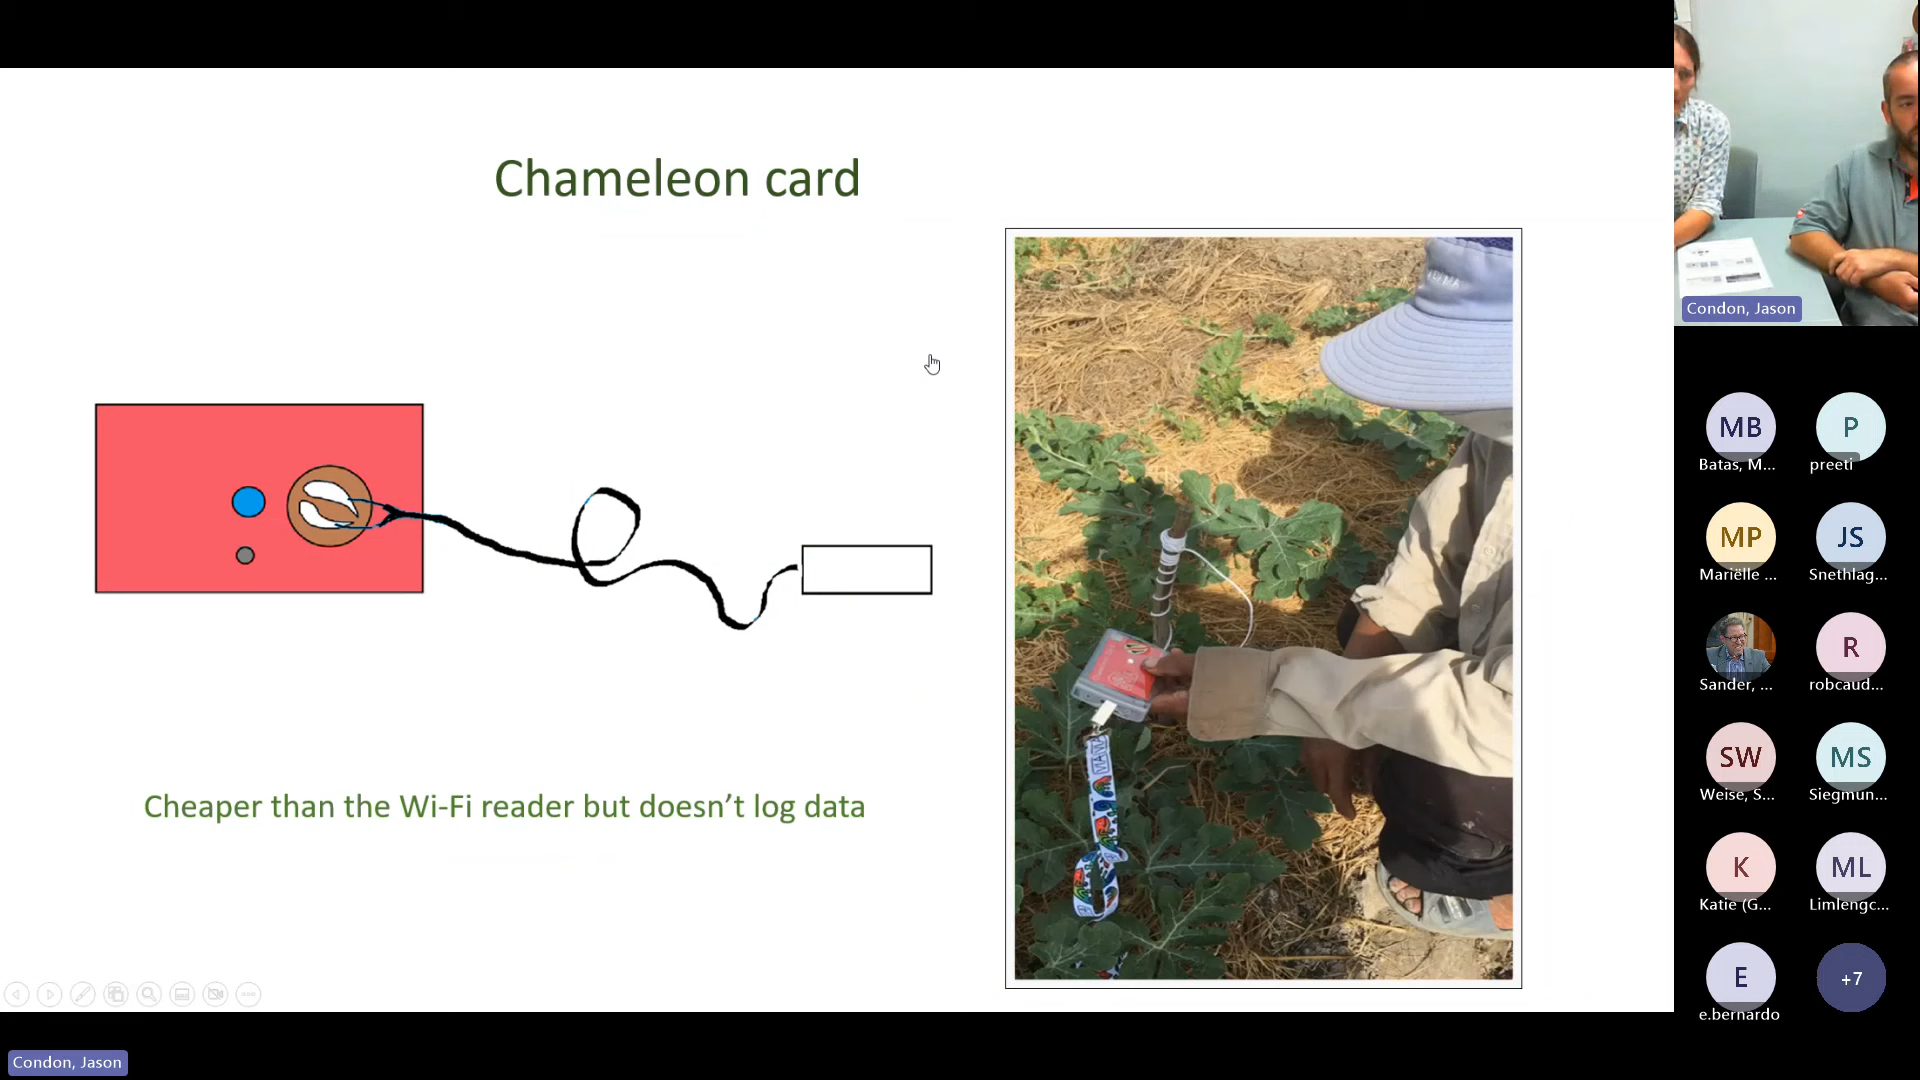 Chameleon card
Cheaper than the Wi-Fi reader but doesn’t log data
Condon, Jason
MB
Batas, M...
P
preeti
MP
Mariëlle ...
JS
Snethlag...
Sander, ...
R
robcaud...
SW
Weise, S...
MS
Siegmun...
K
Katie (G...
ML
Limlengc...
E
e.bernardo
+7
Condon, Jason